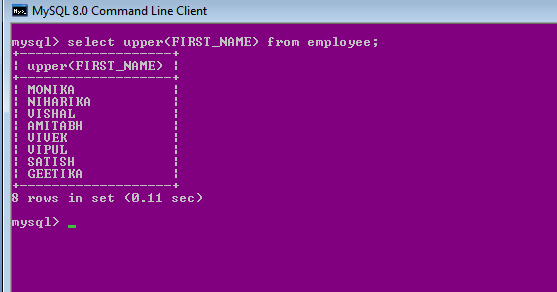 MySQL 8.0 Command Line Client
mysql> select upper(FIRST_NAME) from employee;
+-------------------+
| upper(FIRST_NAME) |
+-------------------+
| MONIKA            |
| NIHARIKA          |
| VISHAL            |
| AMITABH           |
| VIVEK             |
| VIPUL             |
| SATISH            |
| GEETIKA           |
+-------------------+
8 rows in set (0.11 sec)
mysql> _